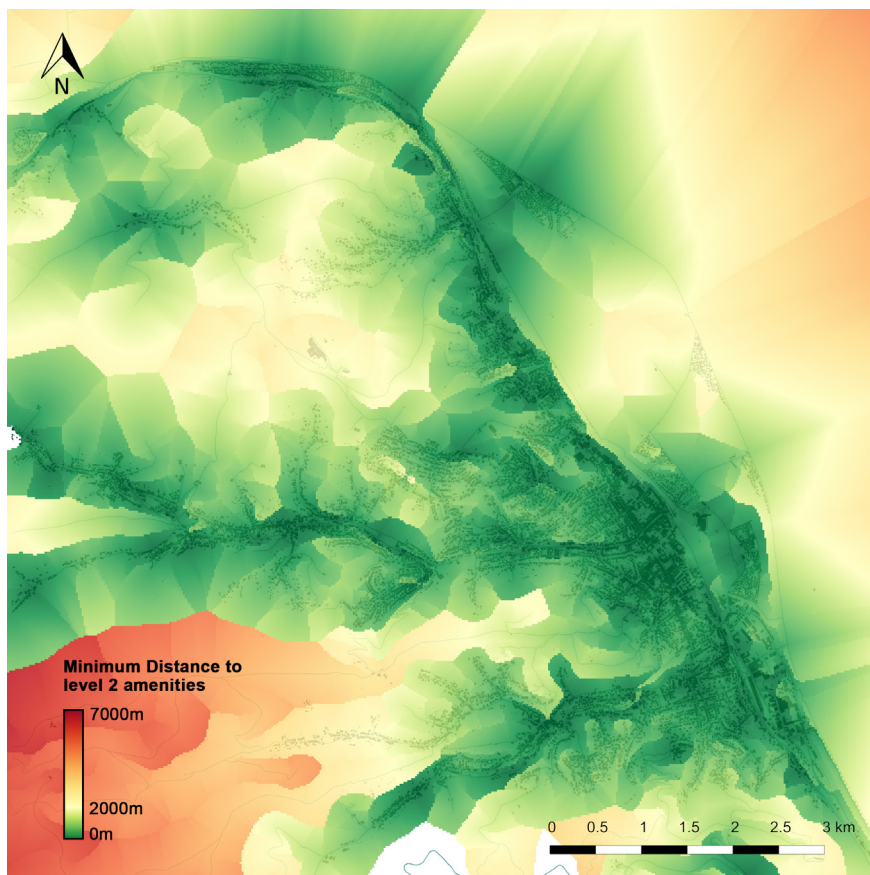 N
Minimum Distance to
level 2 amenities
7000m
2000m
0m
0 0.5 1 1.5 2 2.5 3 km